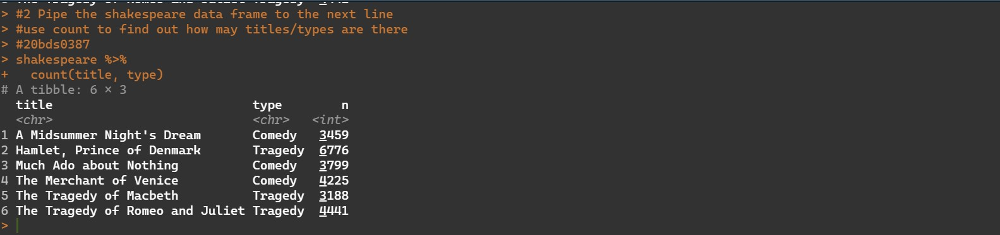 > #2 Pipe the shakespeare data frame to the next line
> #use count to find out how may titles/types are there
> #20bds0387
> shakespeare %>%
+   count(title, type)
# A tibble: 6 × 3
  title                           type        n
  <chr>                           <chr>   <int>
1 A Midsummer Night's Dream       Comedy   3459
2 Hamlet, Prince of Denmark       Tragedy  6776
3 Much Ado about Nothing          Comedy   3799
4 The Merchant of Venice          Comedy   4225
5 The Tragedy of Macbeth          Tragedy  3188
6 The Tragedy of Romeo and Juliet Tragedy  4441
>